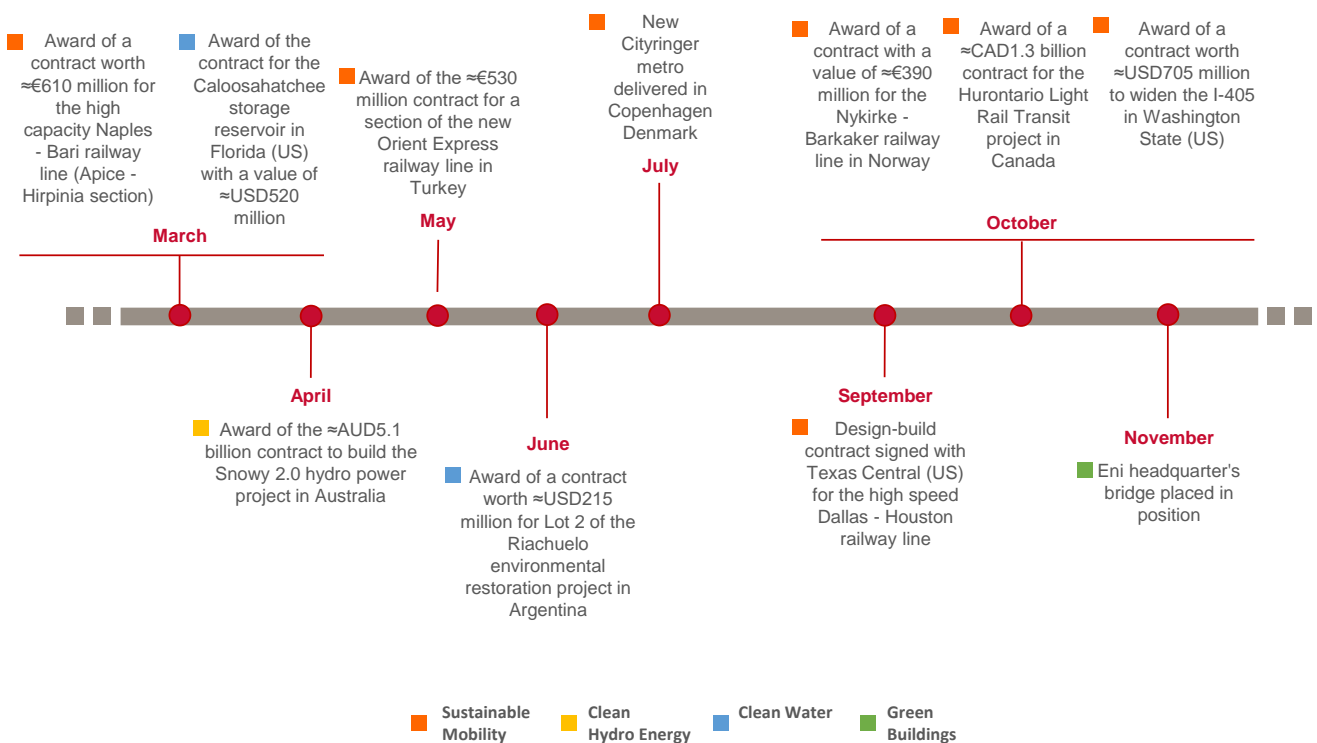 Award of a
contract worth
≈€610 million for
the high
capacity Naples
- Bari railway
line (Apice -
Hirpinia section)
Award of the
contract for the
Caloosahatchee
storage
reservoir in
Florida (US)
with a value of
≈USD520
million
March
Award of the ≈€530
million contract for a
section of the new
Orient Express
railway line in
Turkey
May
New
Cityringer
metro
delivered in
Copenhagen
Denmark
July
Award of a
contract with a
value of ≈€390
million for the
Nykirke -
Barkaker railway
line in Norway
Award of a
≈CAD1.3 billion
contract for the
Hurontario Light
Rail Transit
project in
Canada
Award of a
contract worth
≈USD705 million
to widen the I-405
in Washington
State (US)
October
April
Award of the ≈AUD5.1
billion contract to build the
Snowy 2.0 hydro power
project in Australia
June
Award of a contract
worth ≈USD215
million for Lot 2 of the
Riachuelo
environmental
restoration project in
Argentina
September
Design-build
contract signed with
Texas Central (US)
for the high speed
Dallas - Houston
railway line
November
Eni headquarter's
bridge placed in
position
Sustainable
Mobility
Clean
Hydro Energy
Clean Water
Green
Buildings